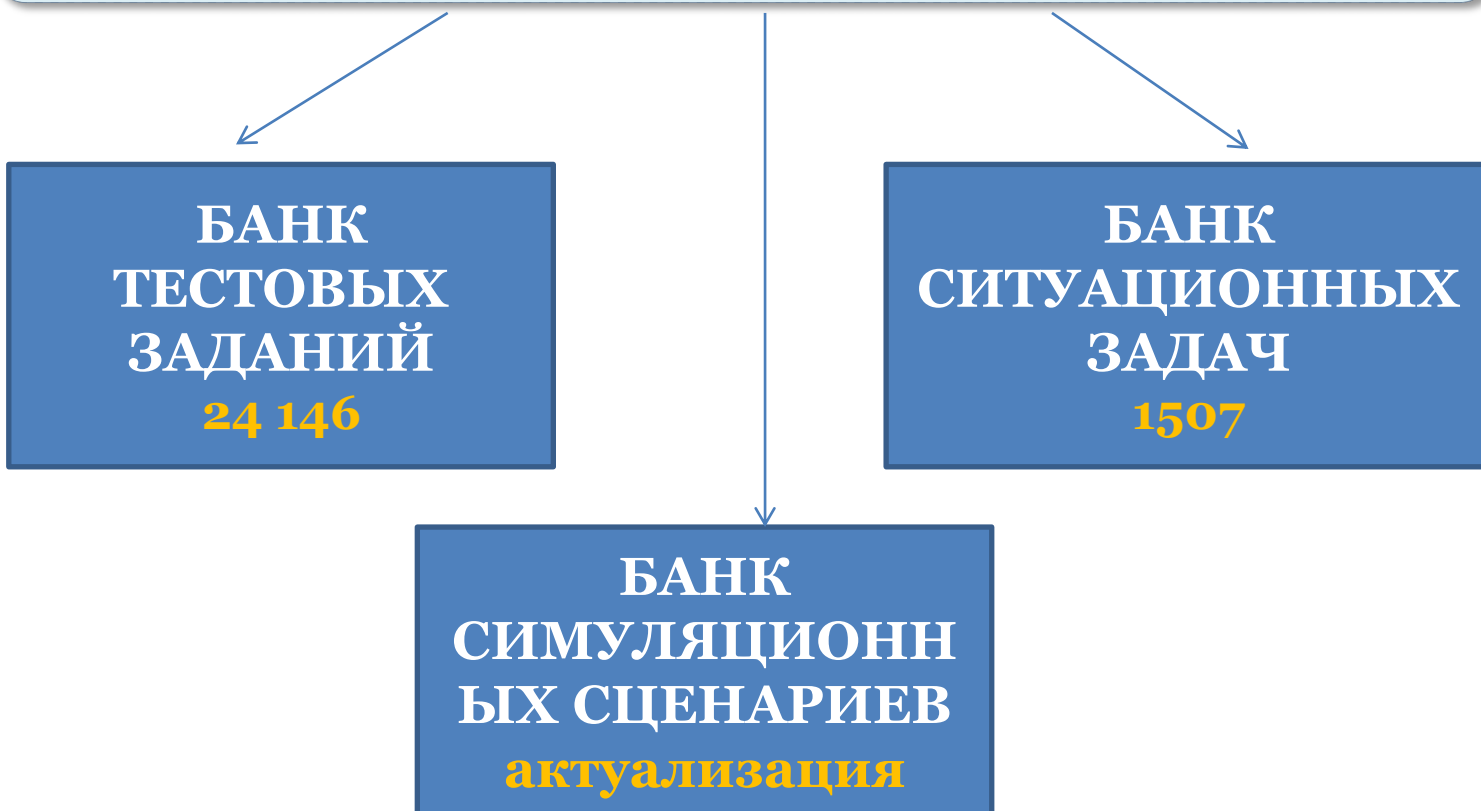 БАНК
ТЕСТОВЫХ
ЗАДАНИЙ
24 146
БАНК
СИТУАЦИОННЫХ
ЗАДАЧ
1507
БАНК
СИМУЛЯЦИОНН
ЫХ СЦЕНАРИЕВ
актуализация